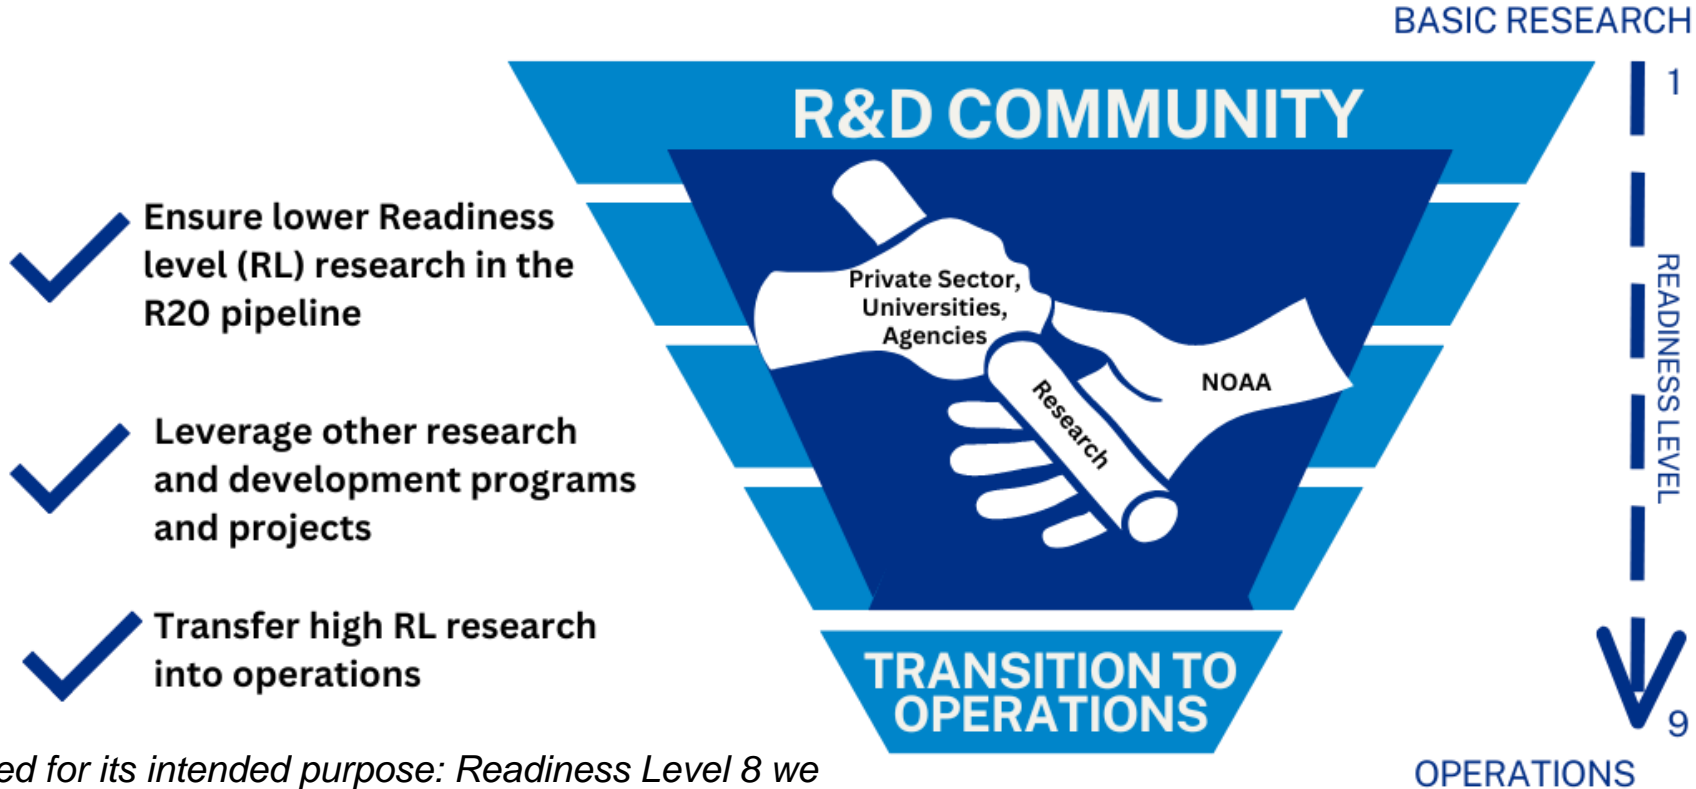 BASIC RESEARCH
1
R&D COMMUNITY
Ensure lower Readiness
level (RL) research in the
R2O pipeline
Private Sector,
Universities,
Agencies
NOAA
Research
READINESS LEVEL
Leverage other research
and development programs
and projects
Transfer high RL research
into operations
TRANSITION TO
OPERATIONS
9
ed for its intended purpose: Readiness Level 8 we
OPERATIONS